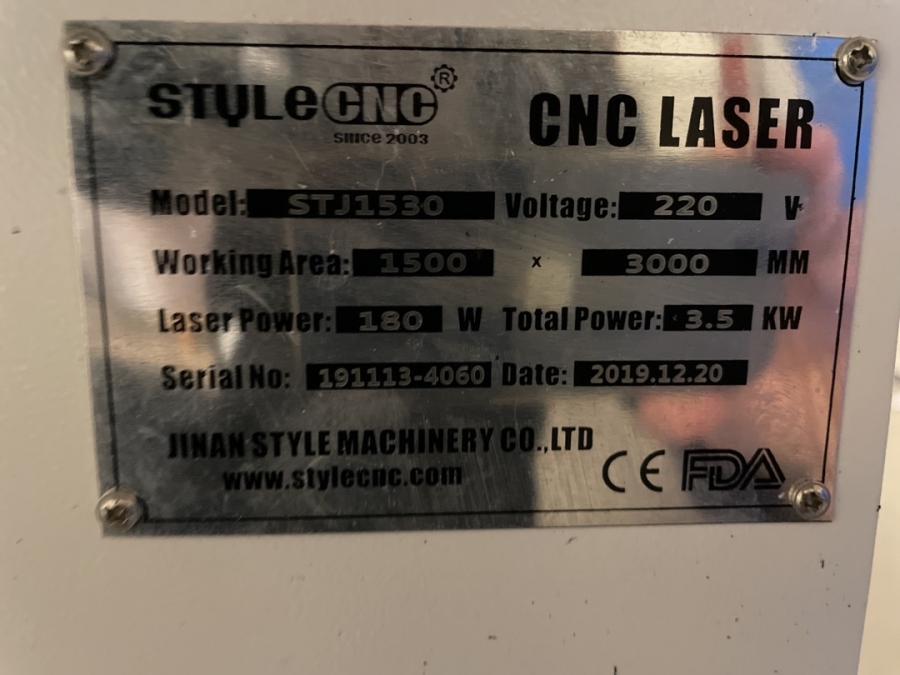 STYLECNC®
SINCE 2003
CNC LASER
Model: STJ1530 Voltage: 220 V
Working Area: 1500 x 3000 MM
Laser Power: 180 W Total Power: 3.5 KW
Serial No: 191113-4060 Date: 2019.12.20
JINAN STYLE MACHINERY CO.,LTD
www.stylecnc.com
CE FDA